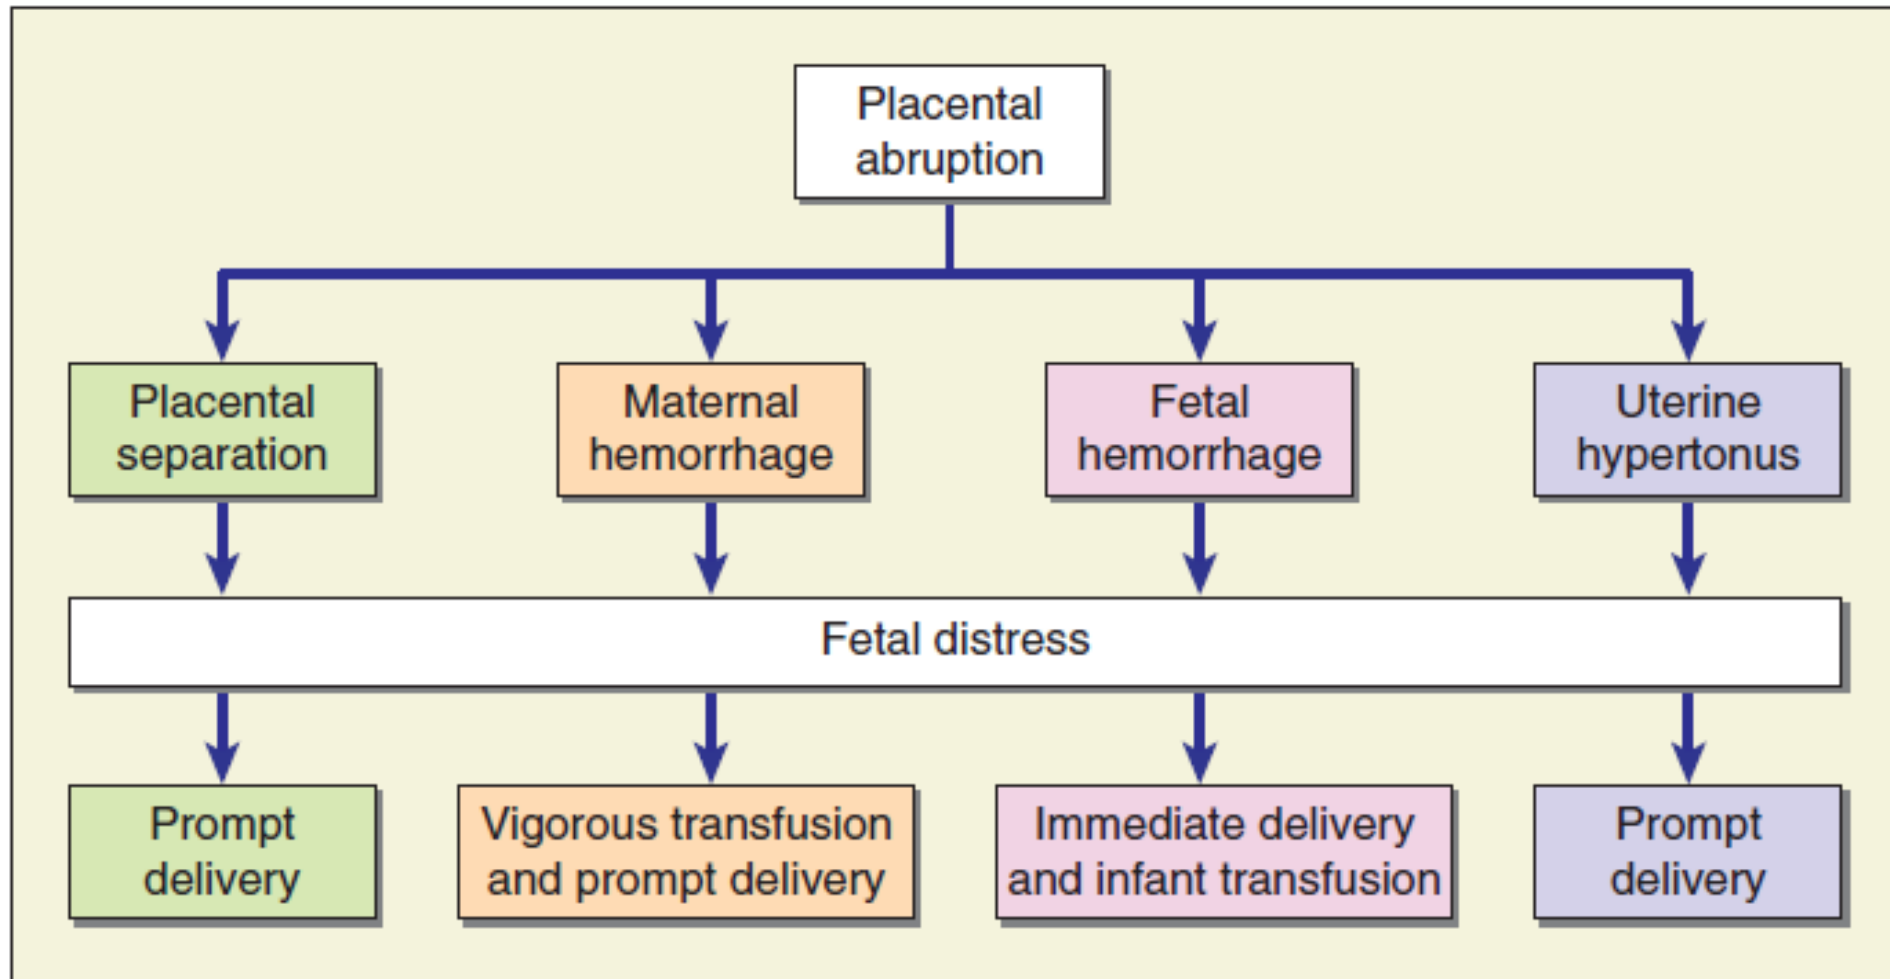 Placental
abruption
Placental
separation
Maternal
hemorrhage
Fetal
hemorrhage
Uterine
hypertonus
Fetal distress
Prompt
delivery
Vigorous transfusion
and prompt delivery
Immediate delivery
and infant transfusion
Prompt
delivery